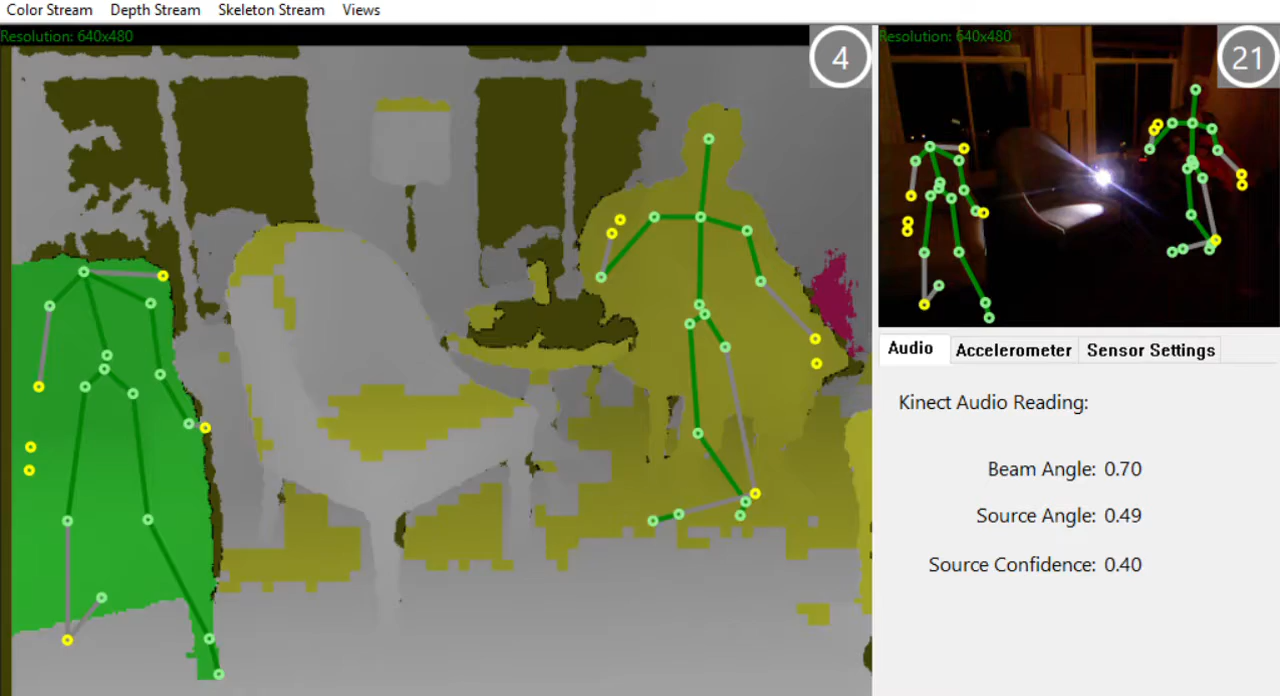 Color Stream Depth Stream Skeleton Stream Views
Resolution: 640x480
4
Resolution: 640x480
21
Audio Accelerometer Sensor Settings
Kinect Audio Reading:
Beam Angle: 0.70
Source Angle: 0.49
Source Confidence: 0.40